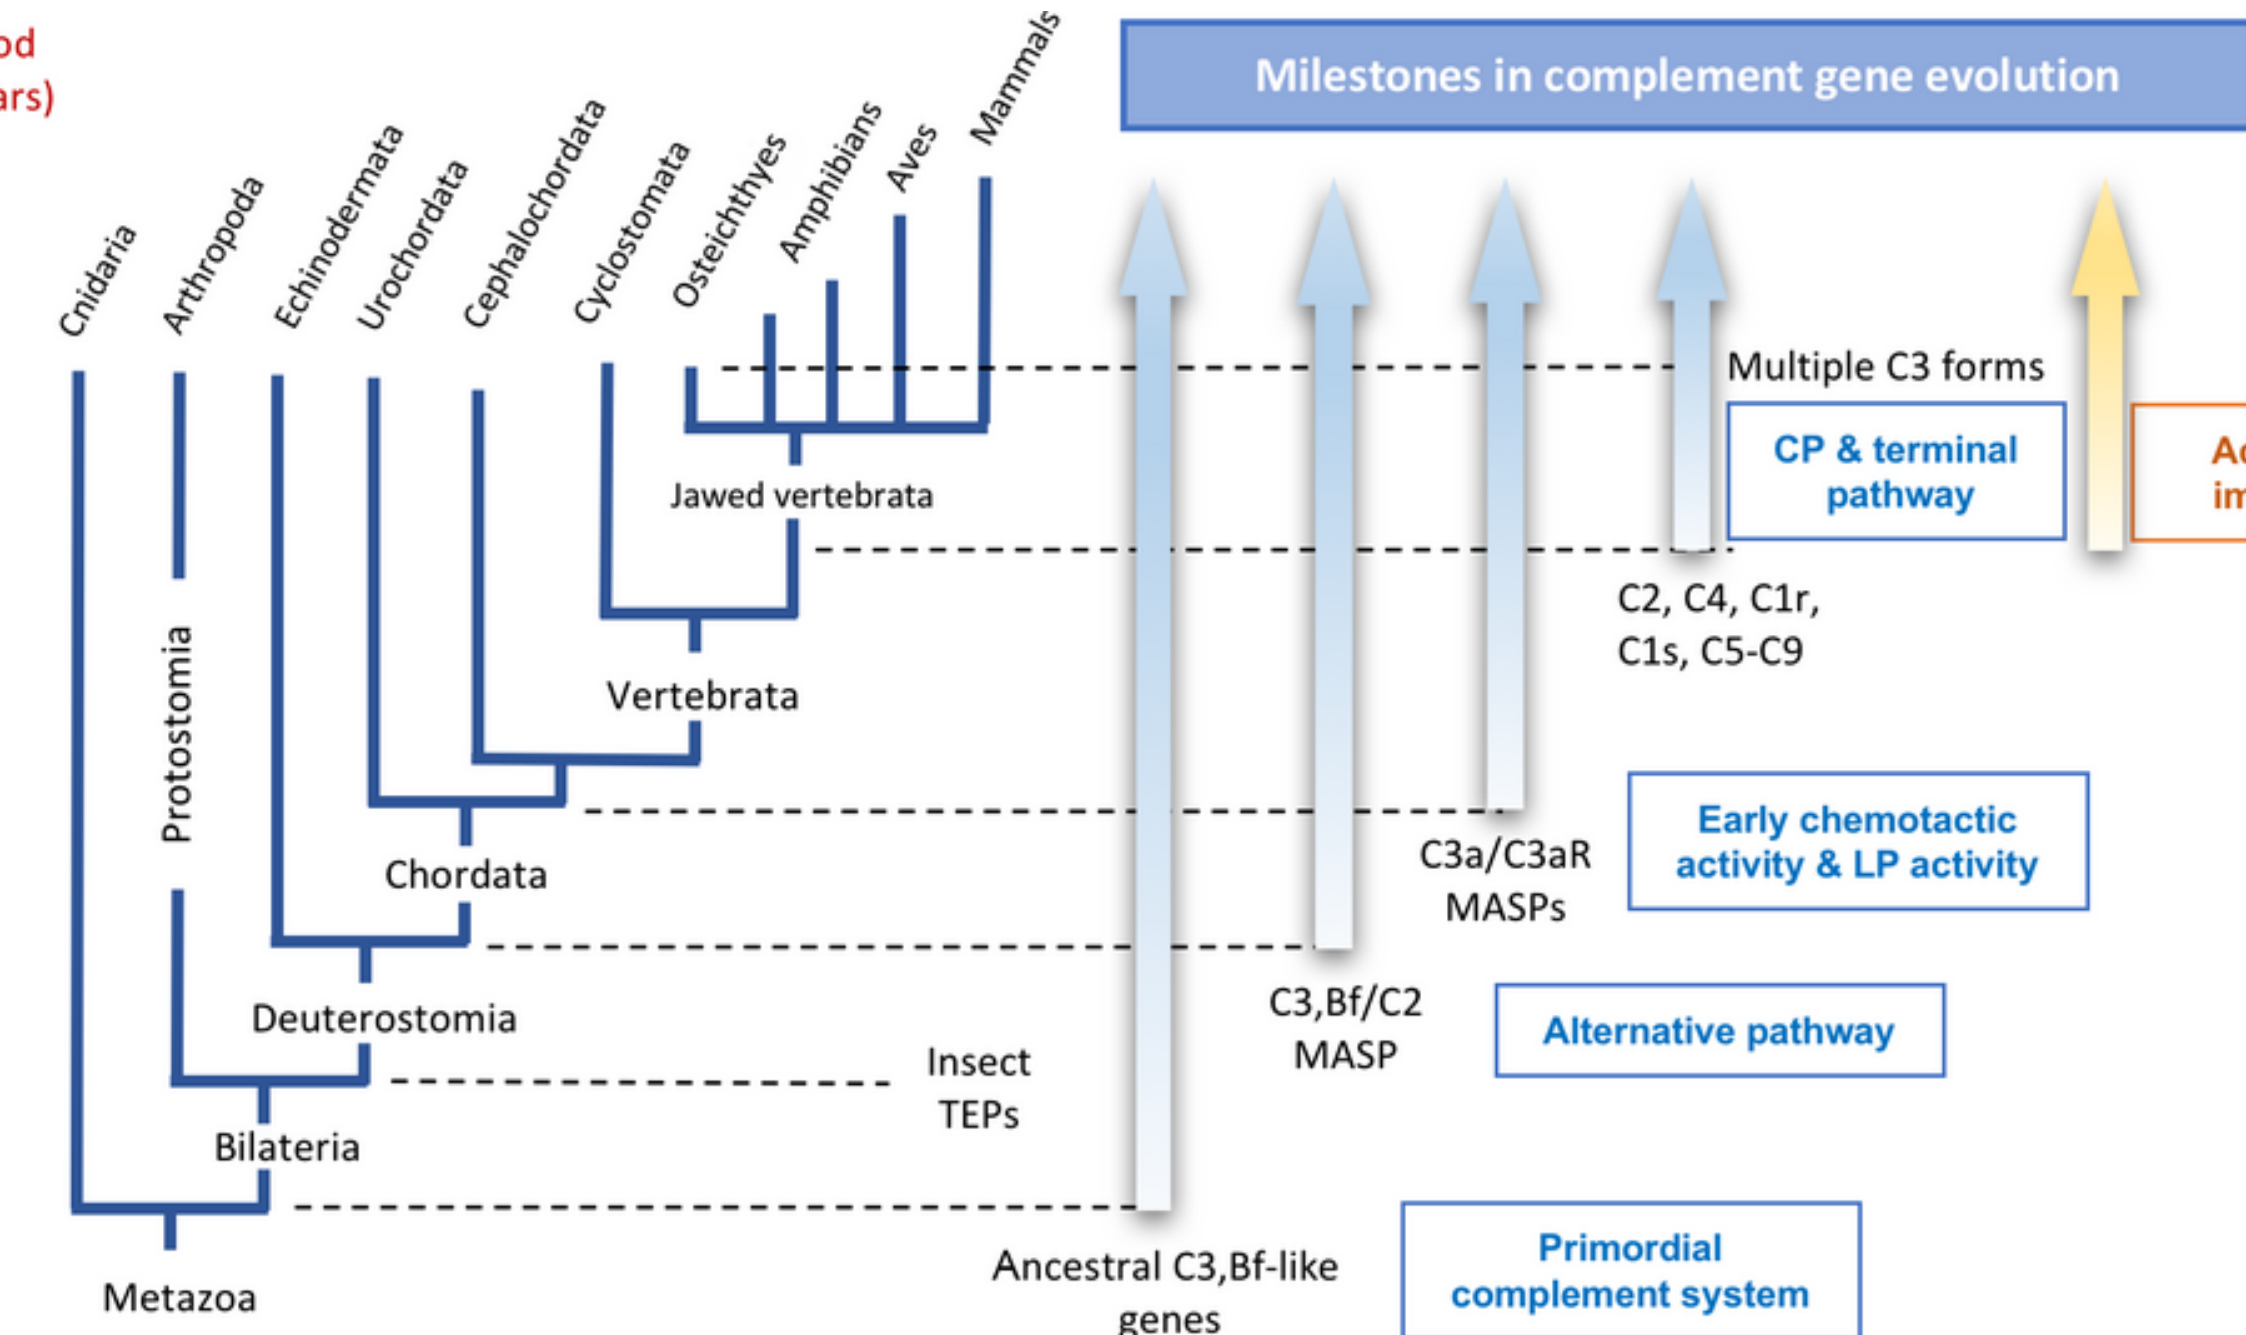 Milestones in complement gene evolution
Cnidaria
Arthropoda
Echinodermata
Urochordata
Cephalochordata
Cyclostomata
Osteichthyes
Amphibians
Aves
Mammals
Multiple C3 forms
CP & terminal
pathway
Jawed vertebrata
C2, C4, C1r,
C1s, C5-C9
Protostomia
Vertebrata
Early chemotactic
activity & LP activity
C3a/C3aR
MASPs
Chordata
C3,Bf/C2
MASP
Alternative pathway
Deuterostomia
Insect
TEPs
Bilateria
Primordial
complement system
Ancestral C3,Bf-like
genes
Metazoa